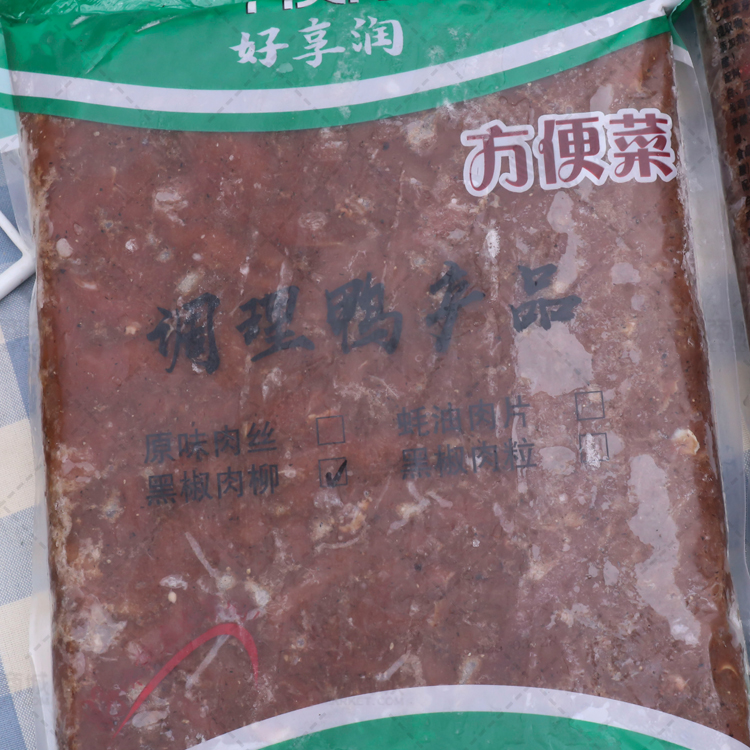 好享润
方便菜
调理鸭产品
原味肉丝 □ 蚝油肉片 □
黑椒肉柳 ☑ 黑椒肉粒 □